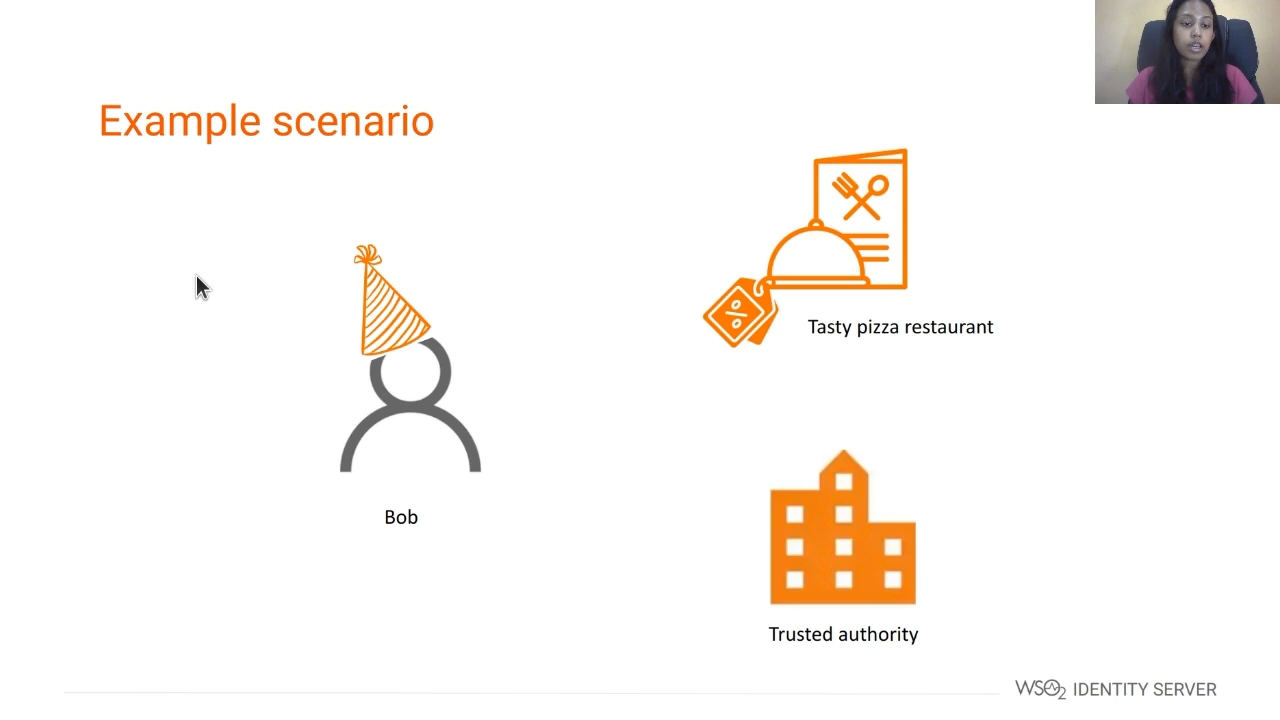 Example scenario
Tasty pizza restaurant
Bob
Trusted authority
WSO2 IDENTITY SERVER